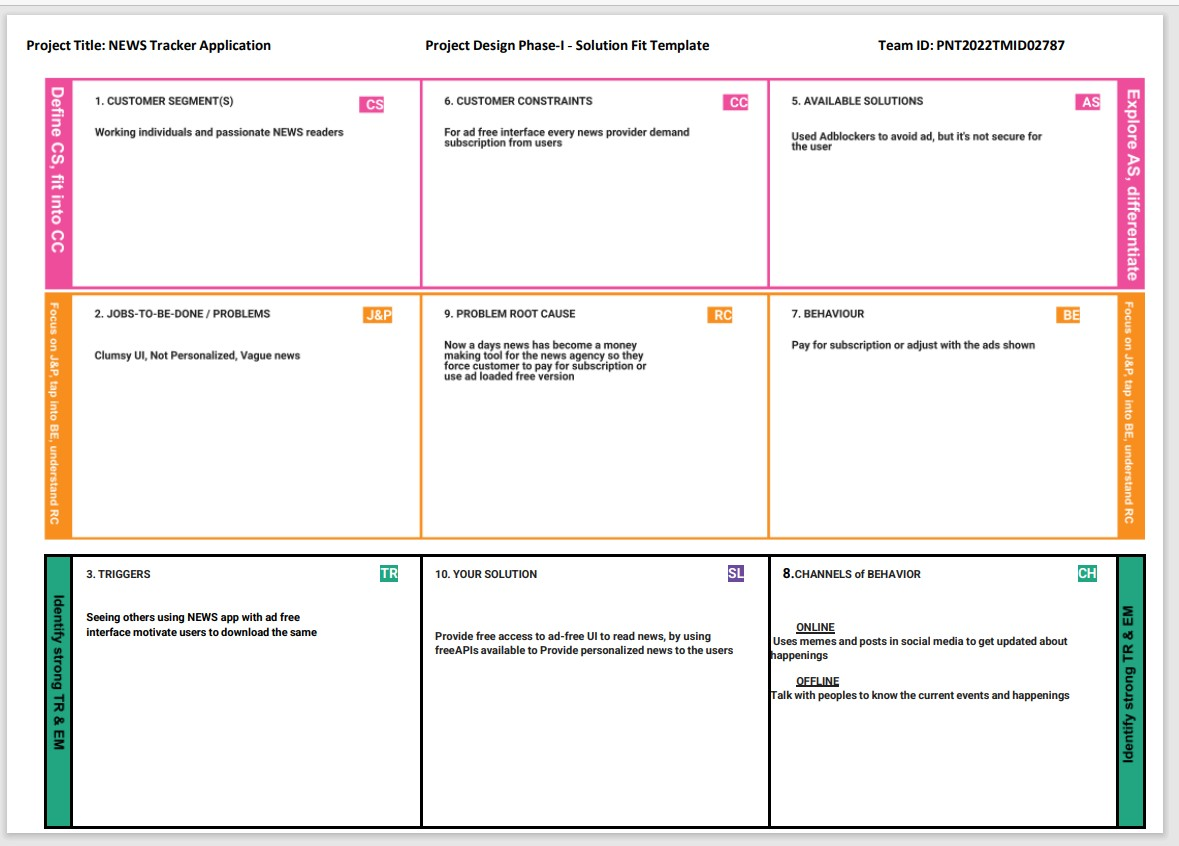 Project Title: NEWS Tracker Application
Project Design Phase-I - Solution Fit Template
Team ID: PNT2022TMID02787
Define CS, fit into CC
1. CUSTOMER SEGMENT(S)
CS
Working individuals and passionate NEWS readers
6. CUSTOMER CONSTRAINTS
CC
For ad free interface every news provider demand
subscription from users
5. AVAILABLE SOLUTIONS
AS
Used Adblockers to avoid ad, but it's not secure for
the user
Explore AS, differentiate
Focus on J&P, tap into BE, understand RC
2. JOBS-TO-BE-DONE / PROBLEMS
J&P
Clumsy UI, Not Personalized, Vague news
9. PROBLEM ROOT CAUSE
RC
Now a days news has become a money
making tool for the news agency so they
force customer to pay for subscription or
use ad loaded free version
7. BEHAVIOUR
BE
Pay for subscription or adjust with the ads shown
Focus on J&P, tap into BE, understand RC
Identify strong TR & EM
3. TRIGGERS
TR
Seeing others using NEWS app with ad free
interface motivate users to download the same
10. YOUR SOLUTION
SL
Provide free access to ad-free UI to read news, by using
freeAPIs available to Provide personalized news to the users
8.CHANNELS of BEHAVIOR
CH
ONLINE
Uses memes and posts in social media to get updated about
happenings
OFFLINE
Talk with peoples to know the current events and happenings
Identify strong TR & EM